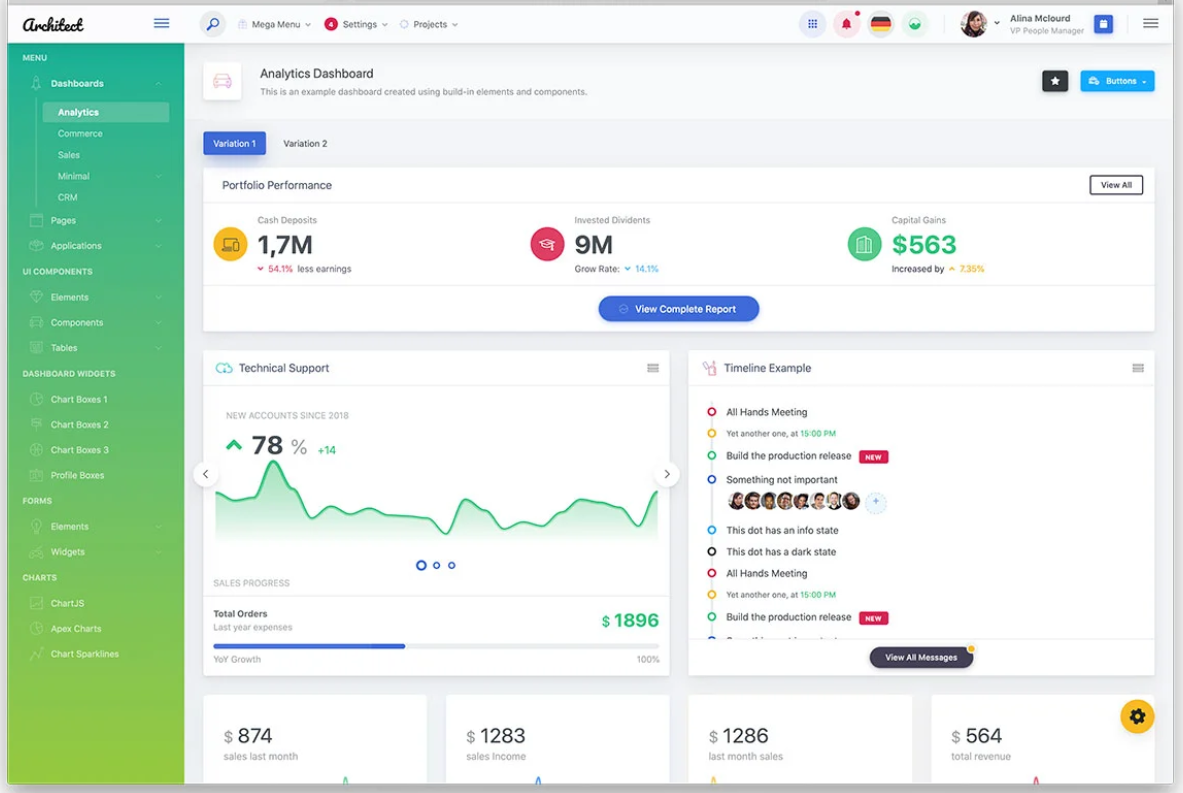 Architect
Mega Menu
4 Settings
Projects
Alina Mclourd
VP People Manager
MENU
Dashboards
Analytics
Commerce
Sales
Minimal
CRM
Pages
Applications
UI COMPONENTS
Elements
Components
Tables
DASHBOARD WIDGETS
Chart Boxes 1
Chart Boxes 2
Chart Boxes 3
Profile Boxes
FORMS
Elements
Widgets
CHARTS
ChartJS
Apex Charts
Chart Sparklines
Analytics Dashboard
This is an example dashboard created using build-in elements and components.
Buttons
Variation 1
Variation 2
Portfolio Performance
View All
Cash Deposits
1,7M
54.1% less earnings
Invested Dividents
9M
Grow Rate: 14.1%
Capital Gains
$563
Increased by 7.35%
View Complete Report
Technical Support
NEW ACCOUNTS SINCE 2018
78 % +14
SALES PROGRESS
Total Orders
Last year expenses
$ 1896
YoY Growth
100%
Timeline Example
All Hands Meeting
Yet another one, at 15:00 PM
Build the production release NEW
Something not important
+
This dot has an info state
This dot has a dark state
All Hands Meeting
Yet another one, at 15:00 PM
Build the production release NEW
View All Messages
$ 874
sales last month
$ 1283
sales Income
$ 1286
last month sales
$ 564
total revenue